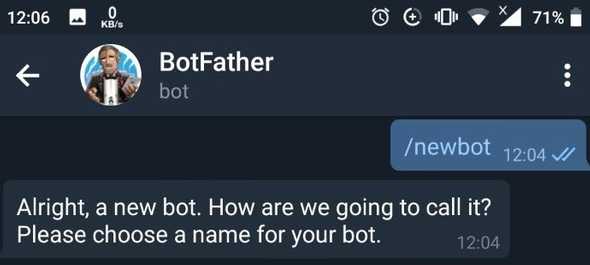 12:06 0 KB/s 71%
BotFather
bot
/newbot 12:04
Alright, a new bot. How are we going to call it?
Please choose a name for your bot. 12:04